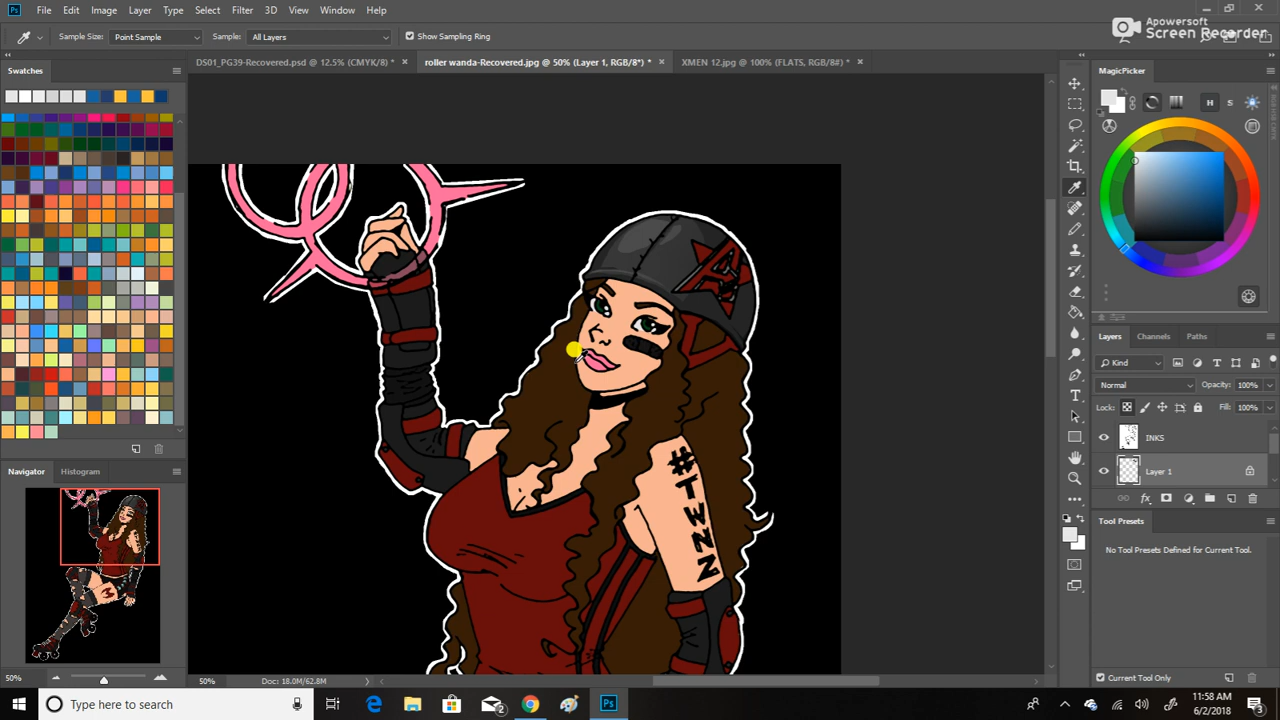 Ps File Edit Image Layer Type Select Filter 3D View Window Help
Apowersoft
Screen Recorder
Sample Size: Point Sample Sample: All Layers Show Sampling Ring
DS01_PG39-Recovered.psd @ 12.5% (CMYK/8) * × roller wanda-Recovered.jpg @ 50% (Layer 1, RGB/8*) * × XMEN 12.jpg @ 100% (FLATS, RGB/8#) * ×
Swatches
MagicPicker
H S
Layers Channels Paths
Kind
Normal Opacity: 100%
Lock: Fill: 100%
INKS
Layer 1
#TWNZ
Navigator Histogram
Tool Presets
No Tool Presets Defined for Current Tool.
50%
50% Doc: 18.0M/62.8M
Current Tool Only
Type here to search
2
Ps
11:58 AM
6/2/2018
3